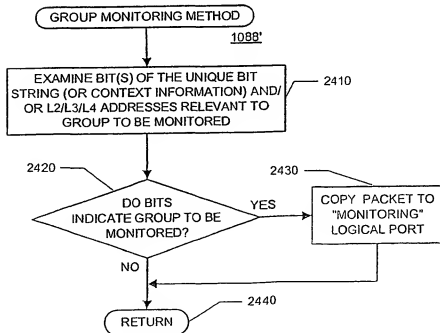 GROUP MONITORING METHOD
1088'
EXAMINE BIT(S) OF THE UNIQUE BIT
STRING (OR CONTEXT INFORMATION) AND/
OR L2/L3/L4 ADDRESSES RELEVANT TO
GROUP TO BE MONITORED
2410
2420
DO BITS
INDICATE GROUP TO BE
MONITORED?
YES
2430
COPY PACKET TO
"MONITORING"
LOGICAL PORT
NO
2440
RETURN